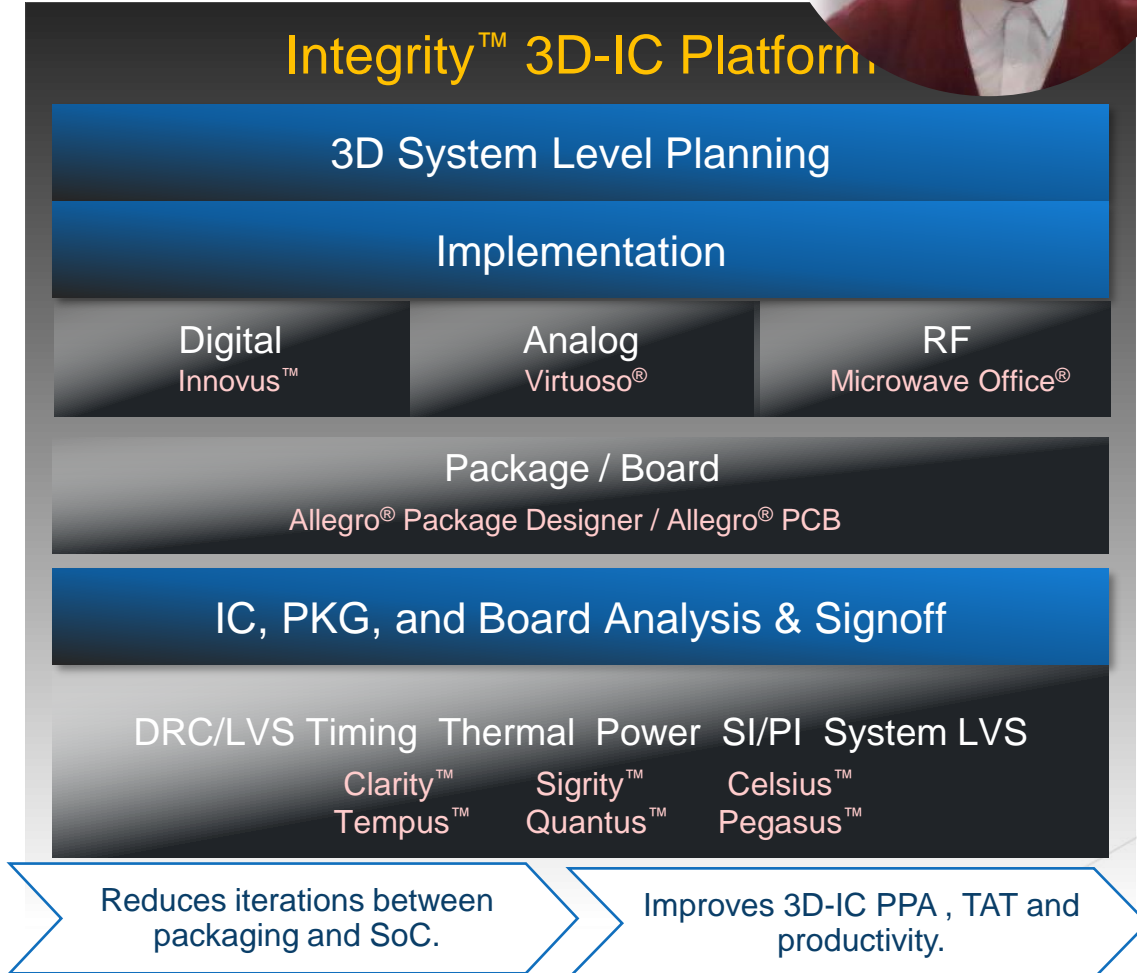 Integrity™ 3D-IC Platform
3D System Level Planning
Implementation
Digital
Innovus™
Analog
Virtuoso®
RF
Microwave Office®
Package / Board
Allegro® Package Designer / Allegro® PCB
IC, PKG, and Board Analysis & Signoff
DRC/LVS Timing Thermal Power SI/PI System LVS
Clarity™ Sigrity™ Celsius™
Tempus™ Quantus™ Pegasus™
Reduces iterations between
packaging and SoC.
Improves 3D-IC PPA , TAT and
productivity.